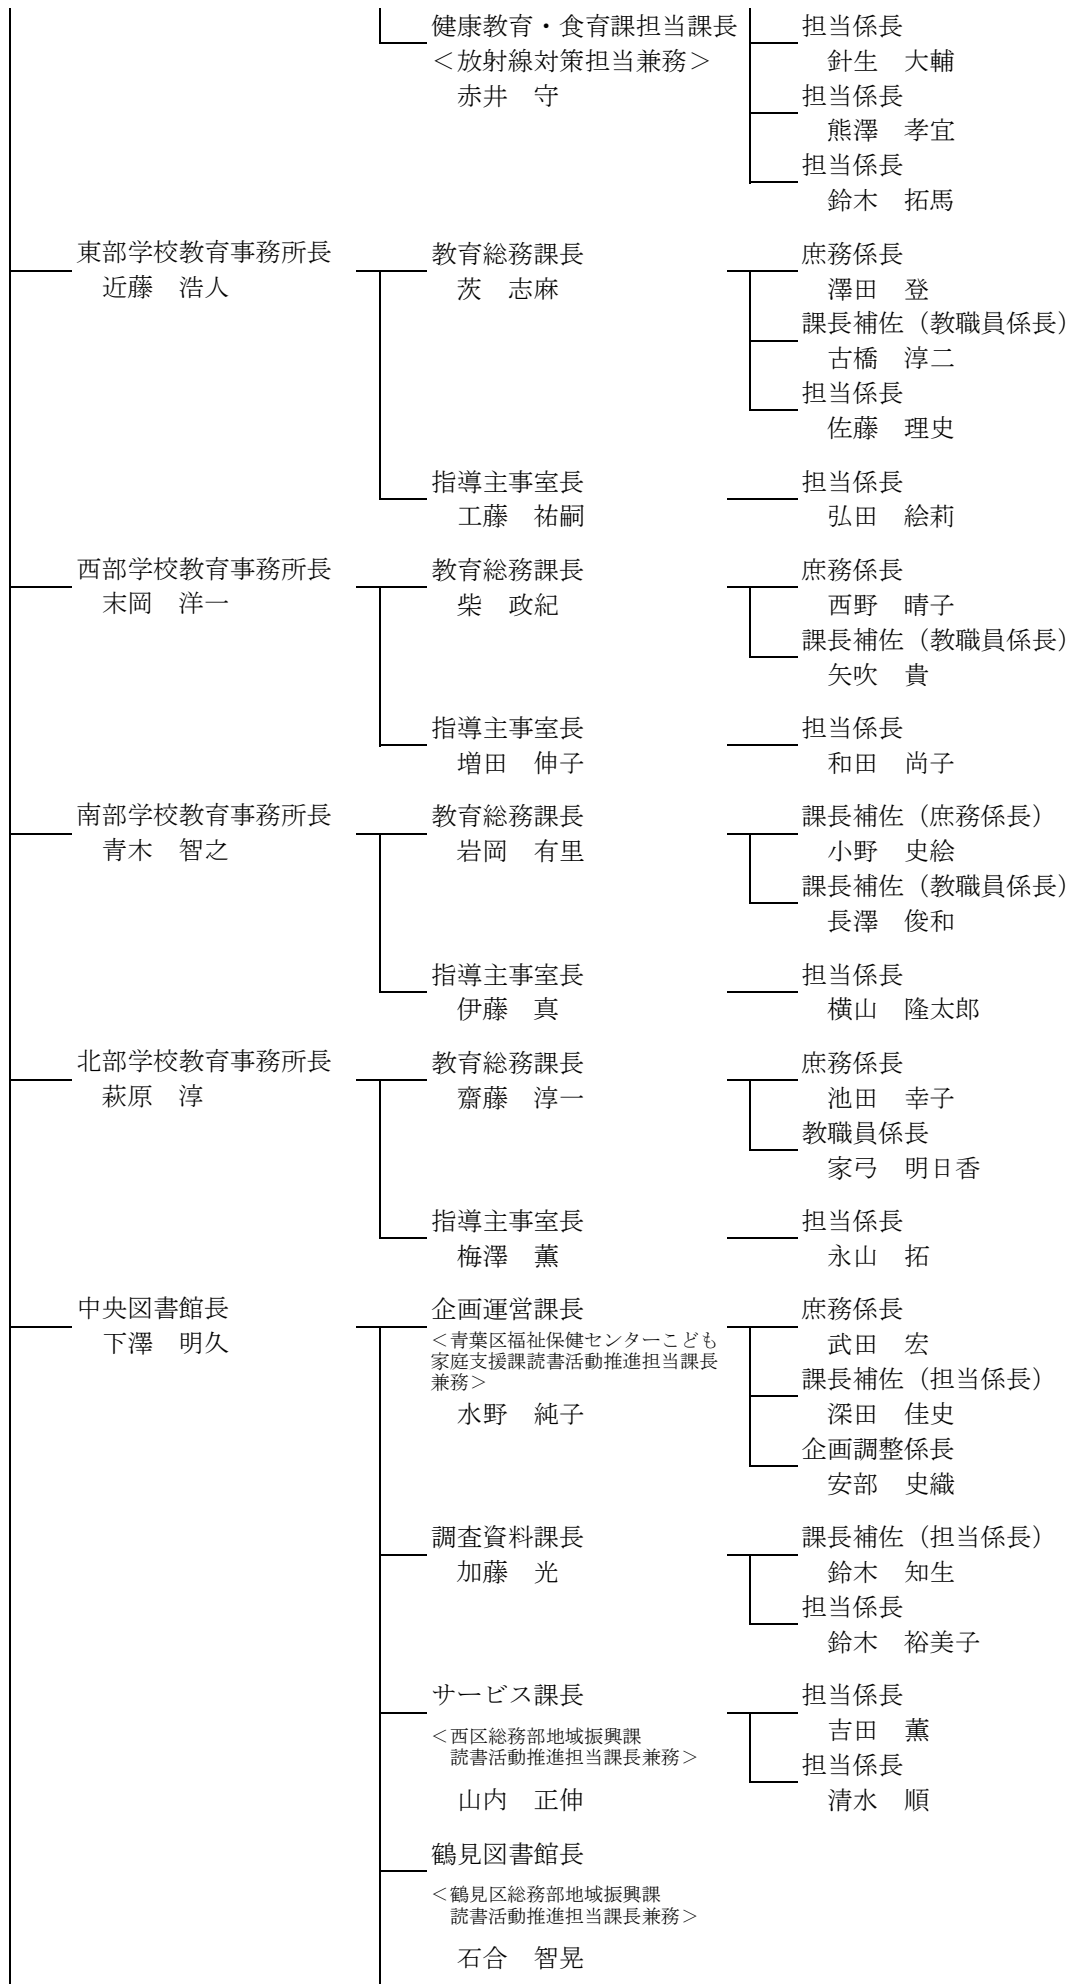 健康教育・食育課担当課長
＜放射線対策担当兼務＞
赤井　守
担当係長
針生　大輔
担当係長
熊澤　孝宜
担当係長
鈴木　拓馬
東部学校教育事務所長
近藤　浩人
教育総務課長
茨　志麻
庶務係長
澤田　登
課長補佐（教職員係長）
古橋　淳二
担当係長
佐藤　理史
指導主事室長
工藤　祐嗣
担当係長
弘田　絵莉
西部学校教育事務所長
末岡　洋一
教育総務課長
柴　政紀
庶務係長
西野　晴子
課長補佐（教職員係長）
矢吹　貴
指導主事室長
増田　伸子
担当係長
和田　尚子
南部学校教育事務所長
青木　智之
教育総務課長
岩岡　有里
課長補佐（庶務係長）
小野　史絵
課長補佐（教職員係長）
長澤　俊和
指導主事室長
伊藤　真
担当係長
横山　隆太郎
北部学校教育事務所長
萩原　淳
教育総務課長
齋藤　淳一
庶務係長
池田　幸子
教職員係長
家弓　明日香
指導主事室長
梅澤　薫
担当係長
永山　拓
中央図書館長
下澤　明久
企画運営課長
＜青葉区福祉保健センターこども
家庭支援課読書活動推進担当課長
兼務＞
水野　純子
庶務係長
武田　宏
課長補佐（担当係長）
深田　佳史
企画調整係長
安部　史織
調査資料課長
加藤　光
課長補佐（担当係長）
鈴木　知生
担当係長
鈴木　裕美子
サービス課長
＜西区総務部地域振興課
読書活動推進担当課長兼務＞
山内　正伸
担当係長
吉田　薫
担当係長
清水　順
鶴見図書館長
＜鶴見区総務部地域振興課
読書活動推進担当課長兼務＞
石合　智晃